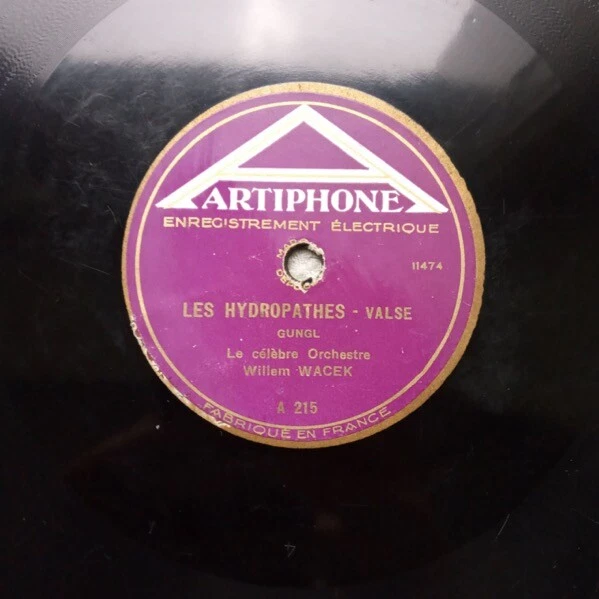 ARTIPHONE
ENREGISTREMENT ÉLECTRIQUE
11474
LES HYDROPATHES - VALSE
GUNGL
Le célèbre Orchestre
Willem WACEK
A 215
FABRIQUÉ EN FRANCE